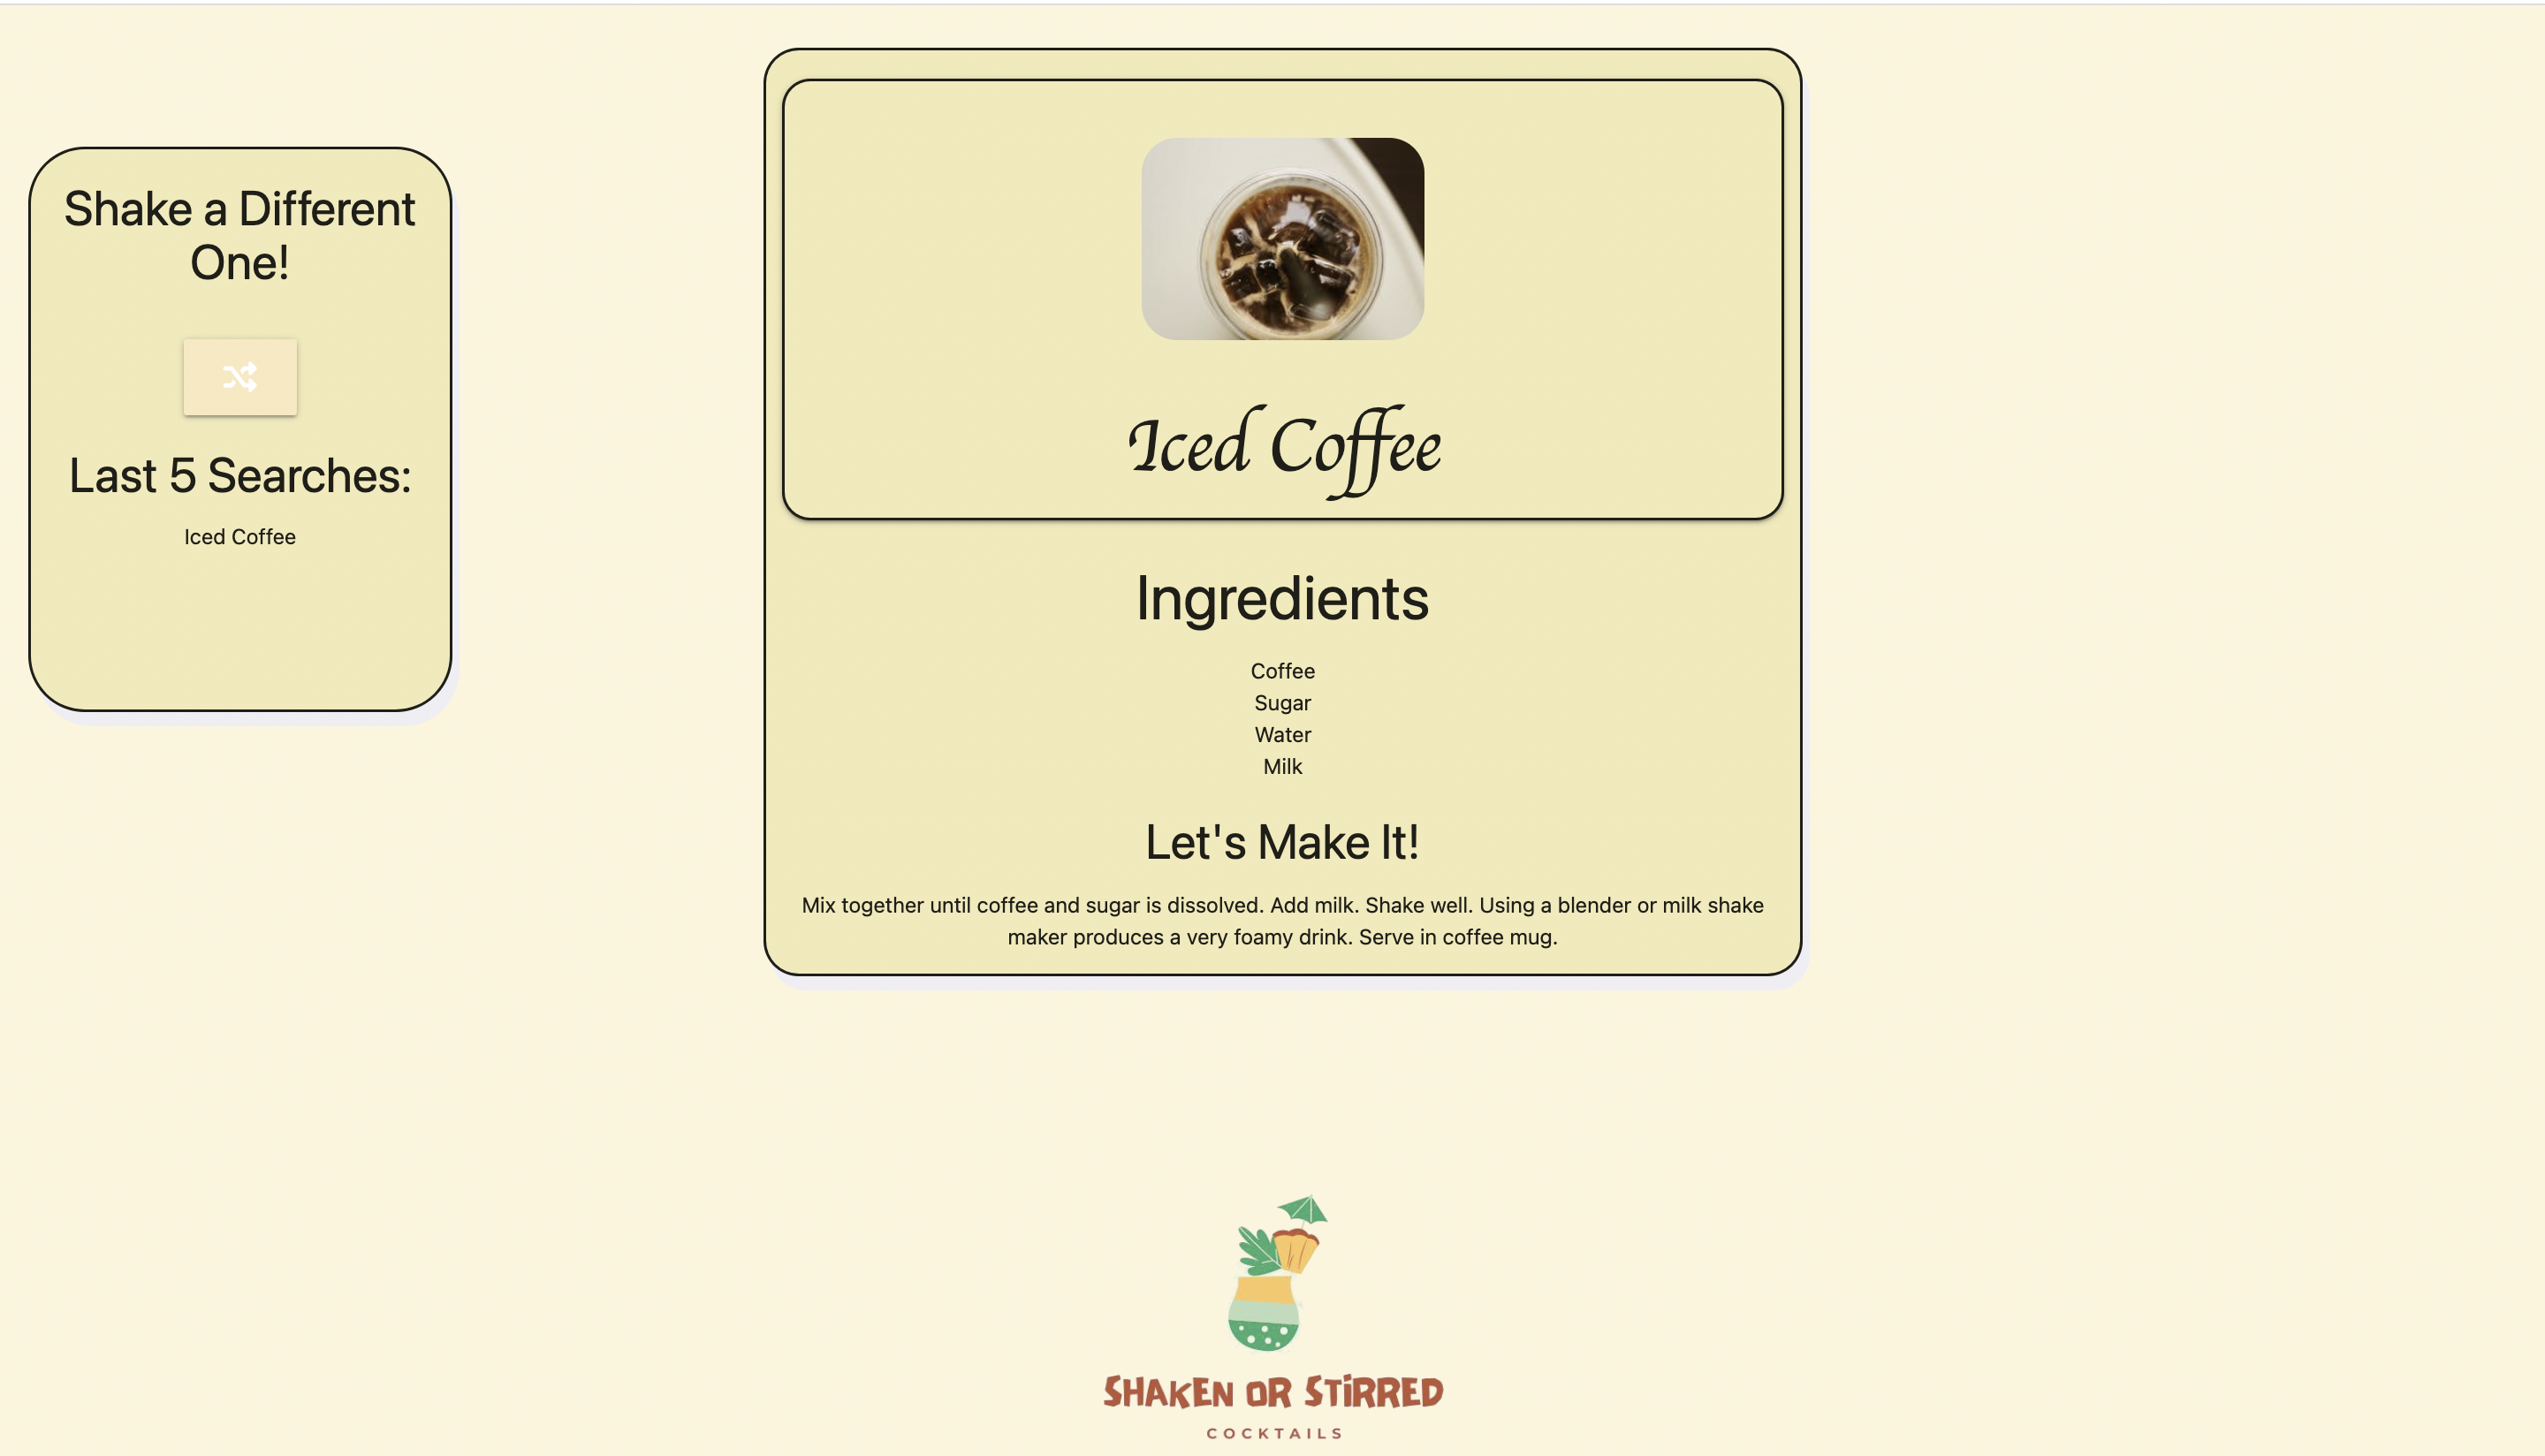 Shake a Different
One!
Last 5 Searches:
Iced Coffee
Iced Coffee
Ingredients
Coffee
Sugar
Water
Milk
Let's Make It!
Mix together until coffee and sugar is dissolved. Add milk. Shake well. Using a blender or milk shake
maker produces a very foamy drink. Serve in coffee mug.
SHAKEN OR STiRRED
COCKTAILS